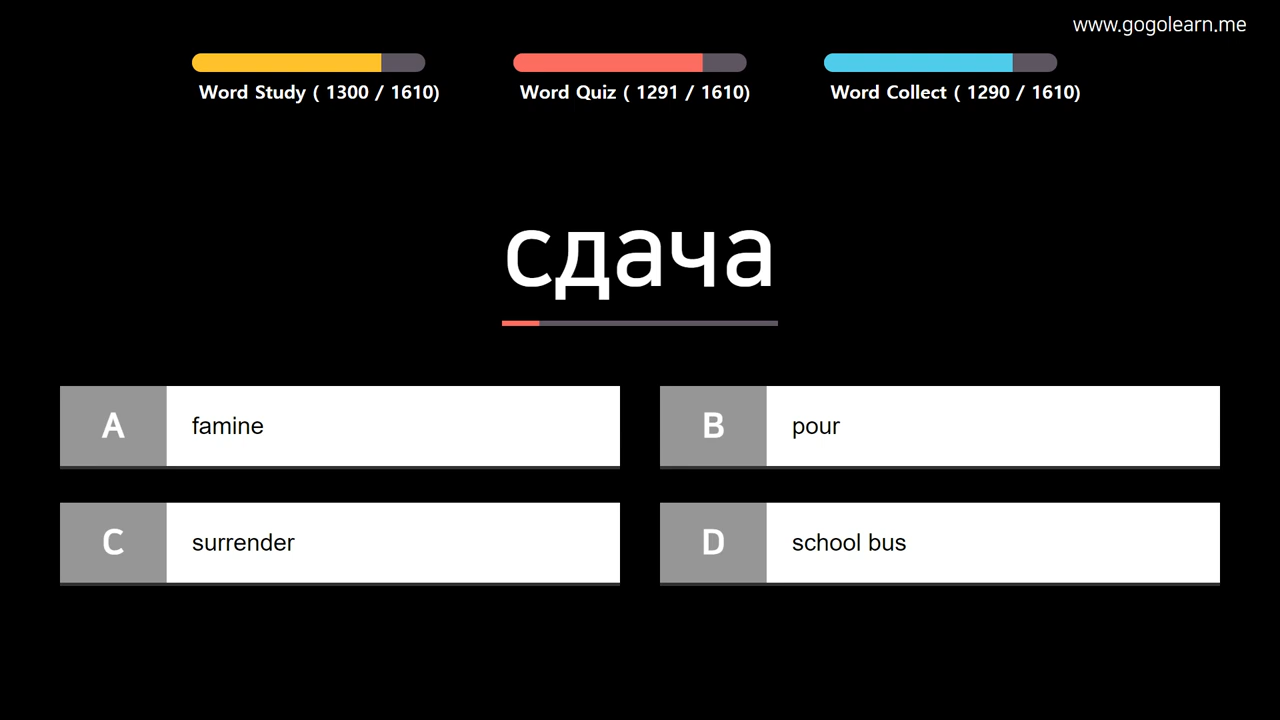 www.gogolearn.me
Word Study ( 1300 / 1610)
Word Quiz ( 1291 / 1610)
Word Collect ( 1290 / 1610)
сдача
A famine
B pour
C surrender
D school bus